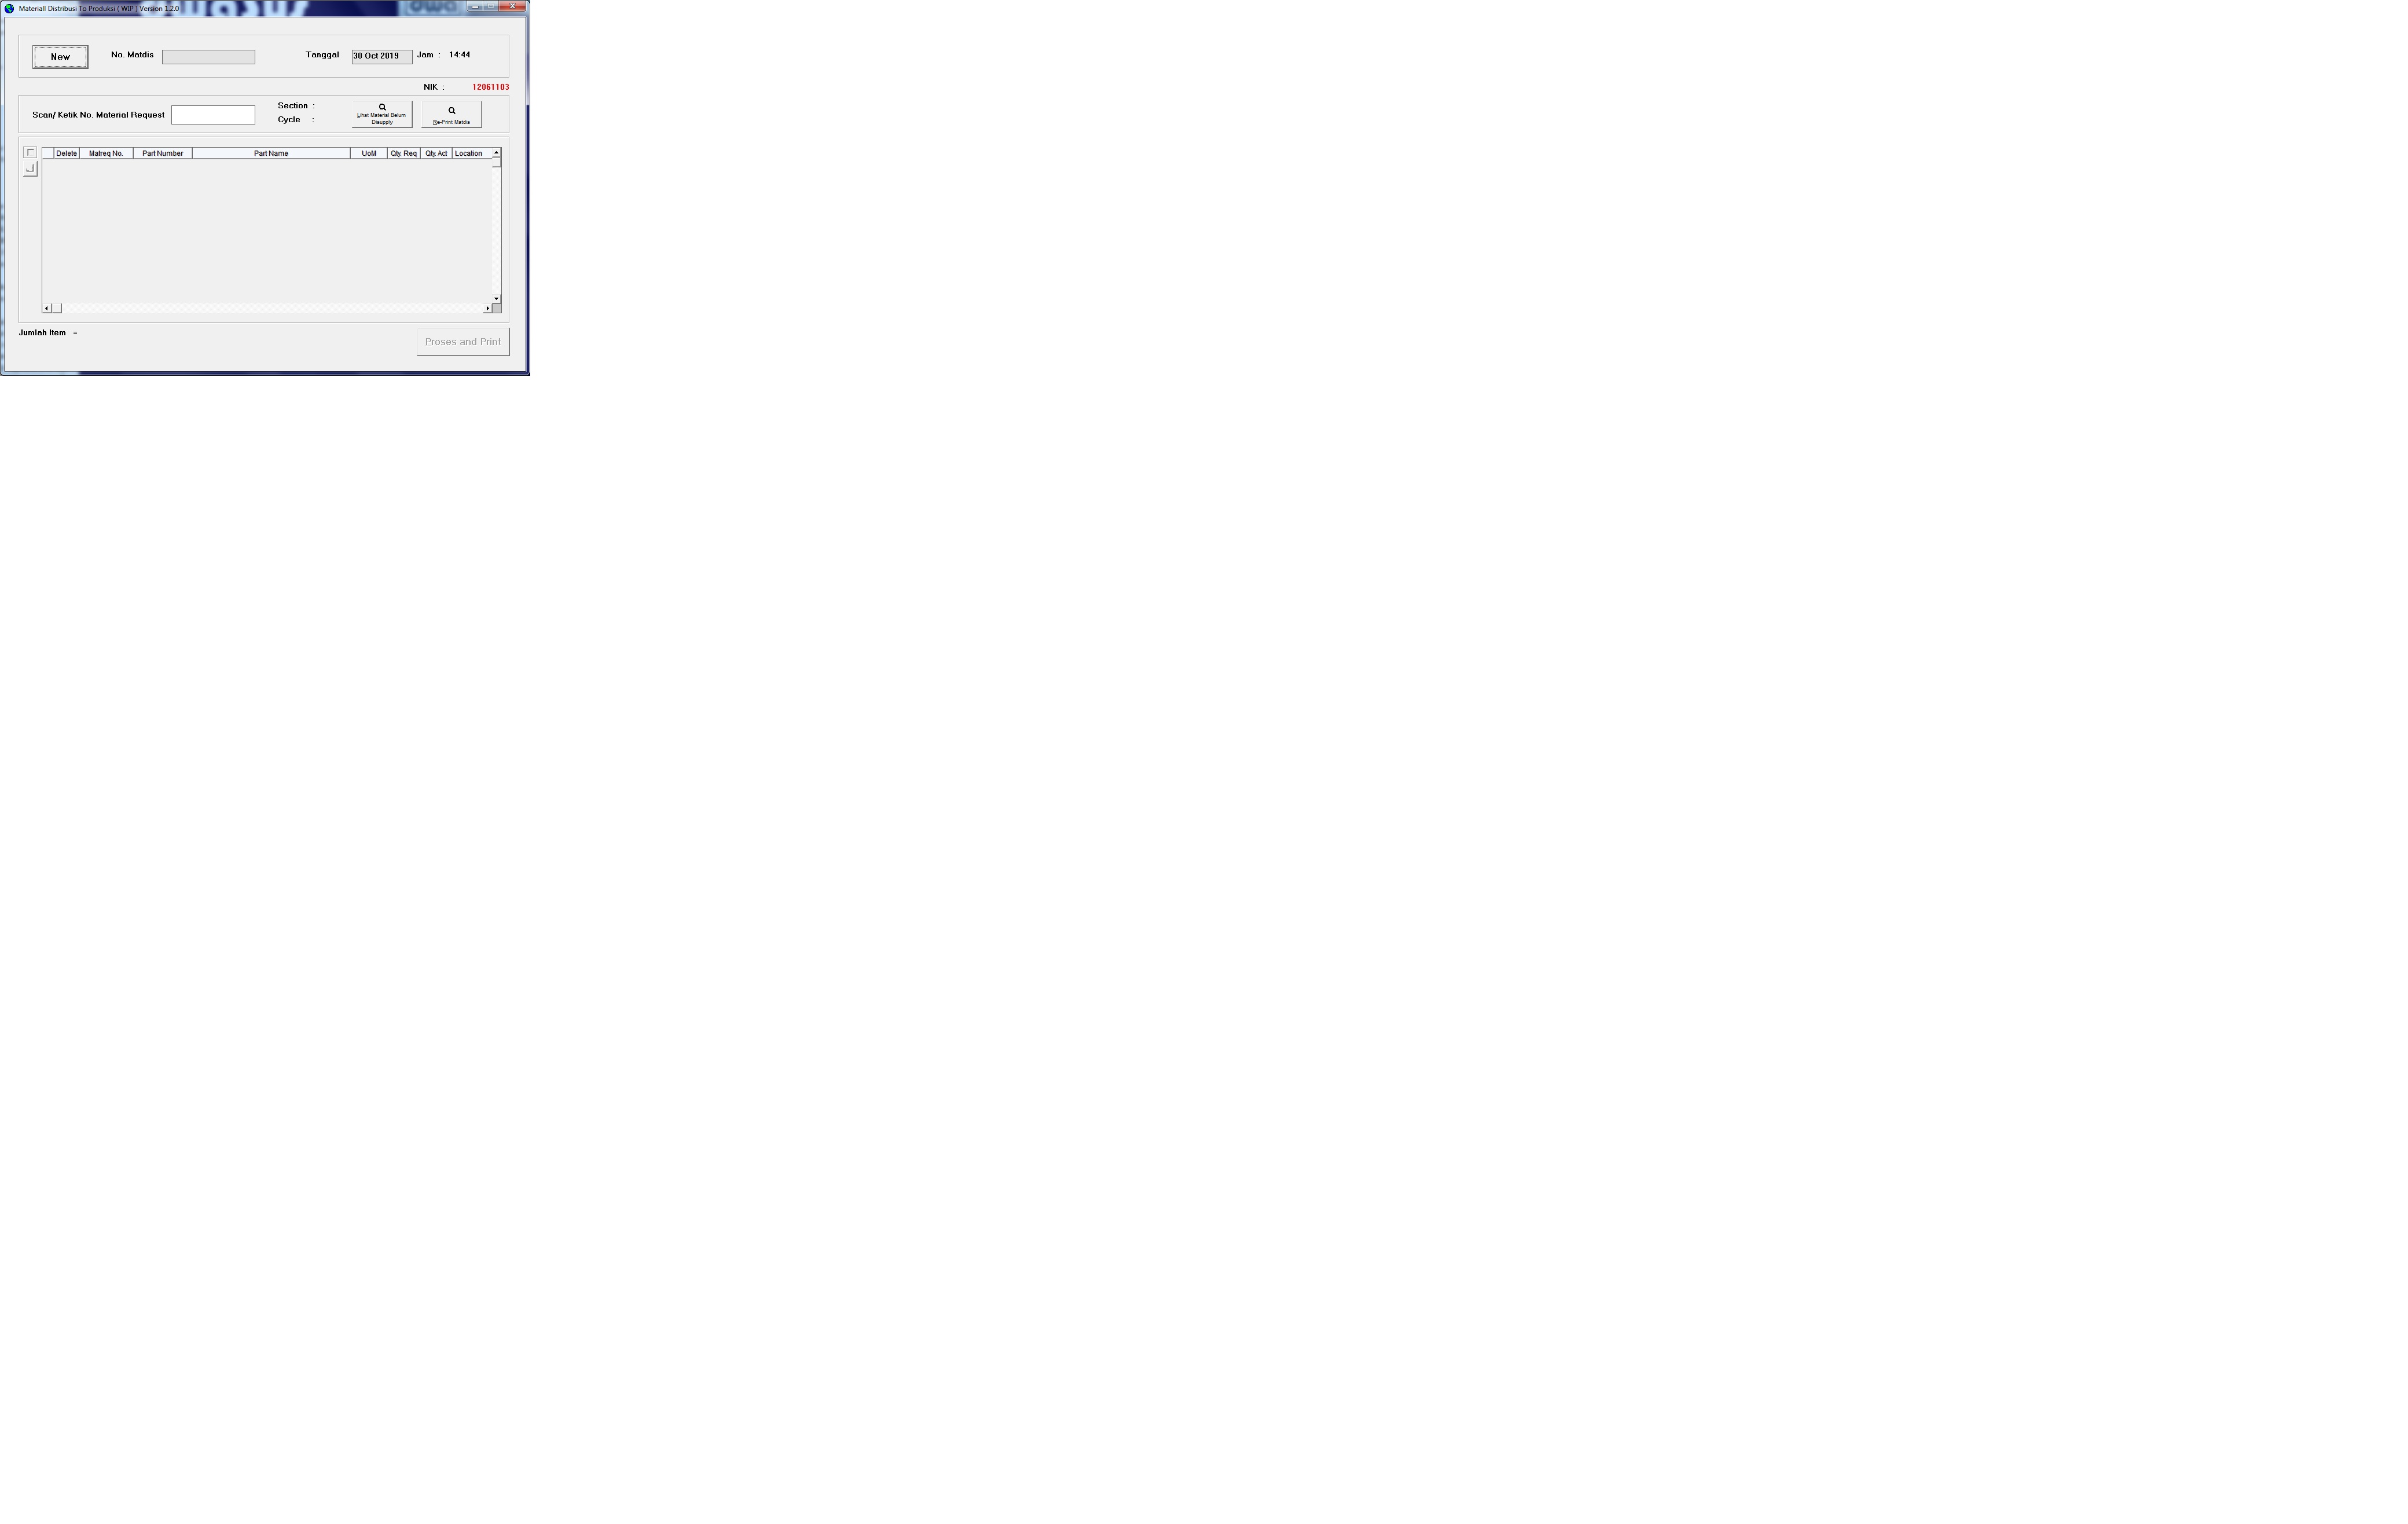 Materiall Distribusi To Produksi ( WIP ) Version 1.2.0
New No. Matdis Tanggal 30 Oct 2019 Jam : 14:44
NIK : 12061103
Scan/ Ketik No. Material Request
Section :
Cycle :
Lihat Material Belum
Disupply
Re-Print Matdis
Delete Matreq No. Part Number Part Name UoM Qty. Req Qty. Act Location
Jumlah Item =
Proses and Print